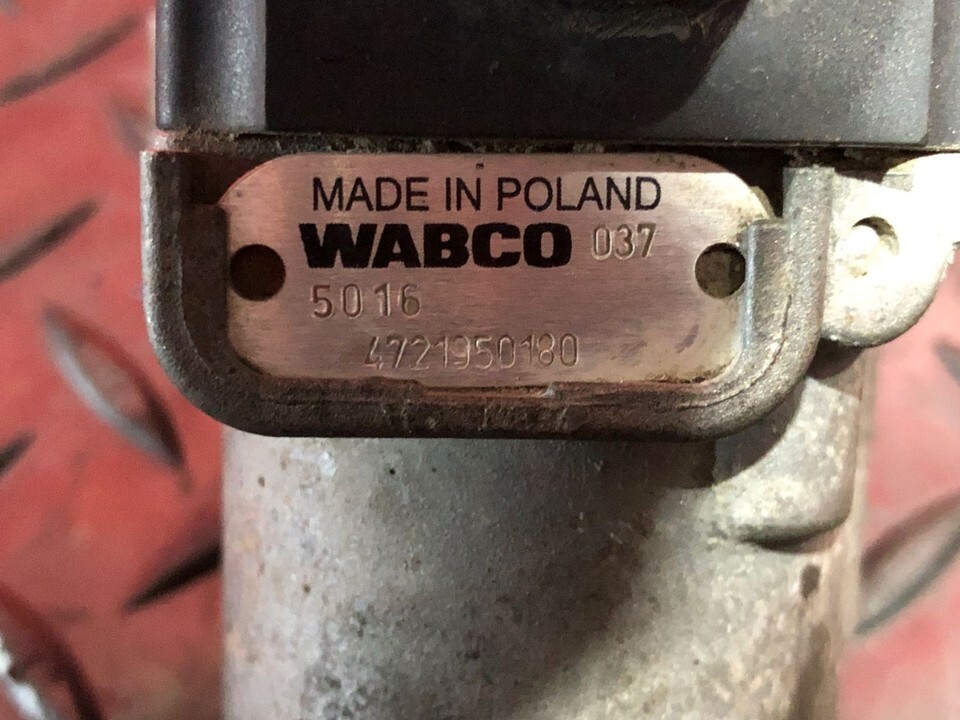 MADE IN POLAND
WABCO 037
5016
4721950180